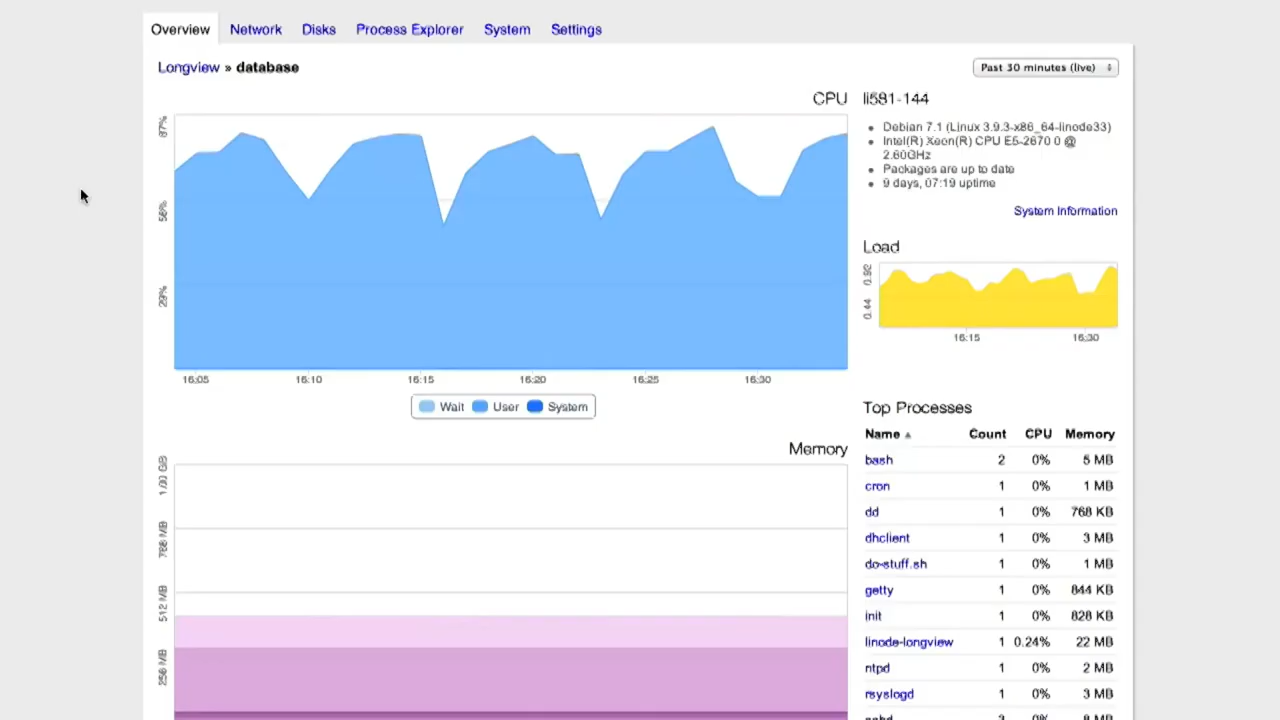 Overview Network Disks Process Explorer System Settings
Longview » database
Past 30 minutes (live)
CPU
87%
58%
29%
16:05 16:10 16:15 16:20 16:25 16:30
Wait User System
Memory
1.00 GB
768 MB
512 MB
256 MB
li581-144
Debian 7.1 (Linux 3.9.3-x86_64-linode33)
Intel(R) Xeon(R) CPU E5-2670 0 @
2.60GHz
Packages are up to date
9 days, 07:19 uptime
System Information
Load
0.92
0.44
16:15 16:30
Top Processes
Name Count CPU Memory
bash 2 0% 5 MB
cron 1 0% 1 MB
dd 1 0% 768 KB
dhclient 1 0% 3 MB
do-stuff.sh 1 0% 1 MB
getty 1 0% 844 KB
init 1 0% 828 KB
linode-longview 1 0.24% 22 MB
ntpd 1 0% 2 MB
rsyslogd 1 0% 3 MB